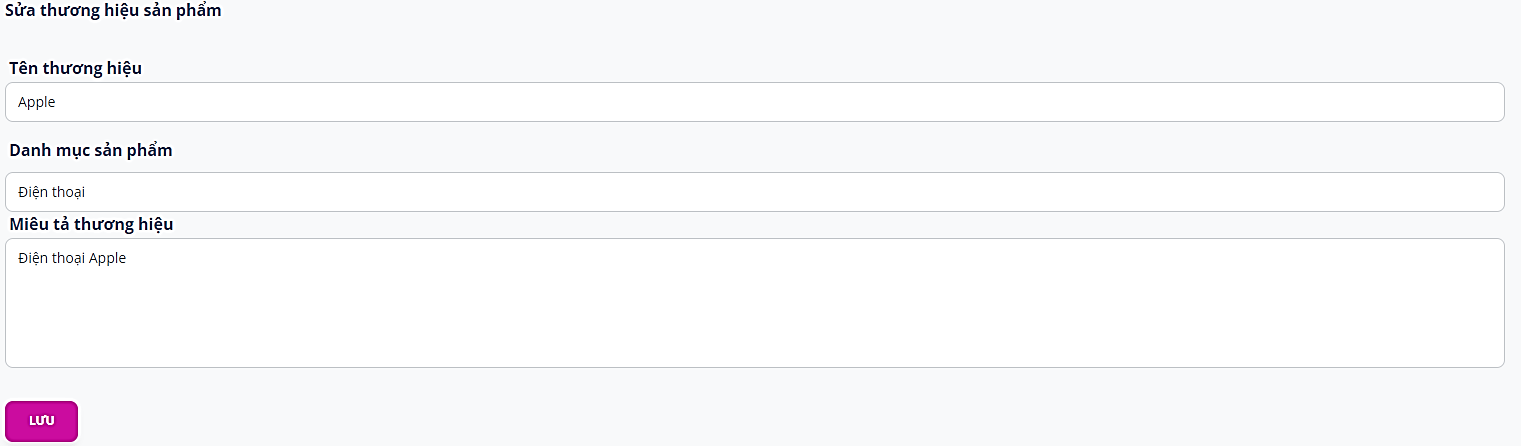 Sửa thương hiệu sản phẩm
Tên thương hiệu
Apple
Danh mục sản phẩm
Điện thoại
Miêu tả thương hiệu
Điện thoại Apple
LƯU